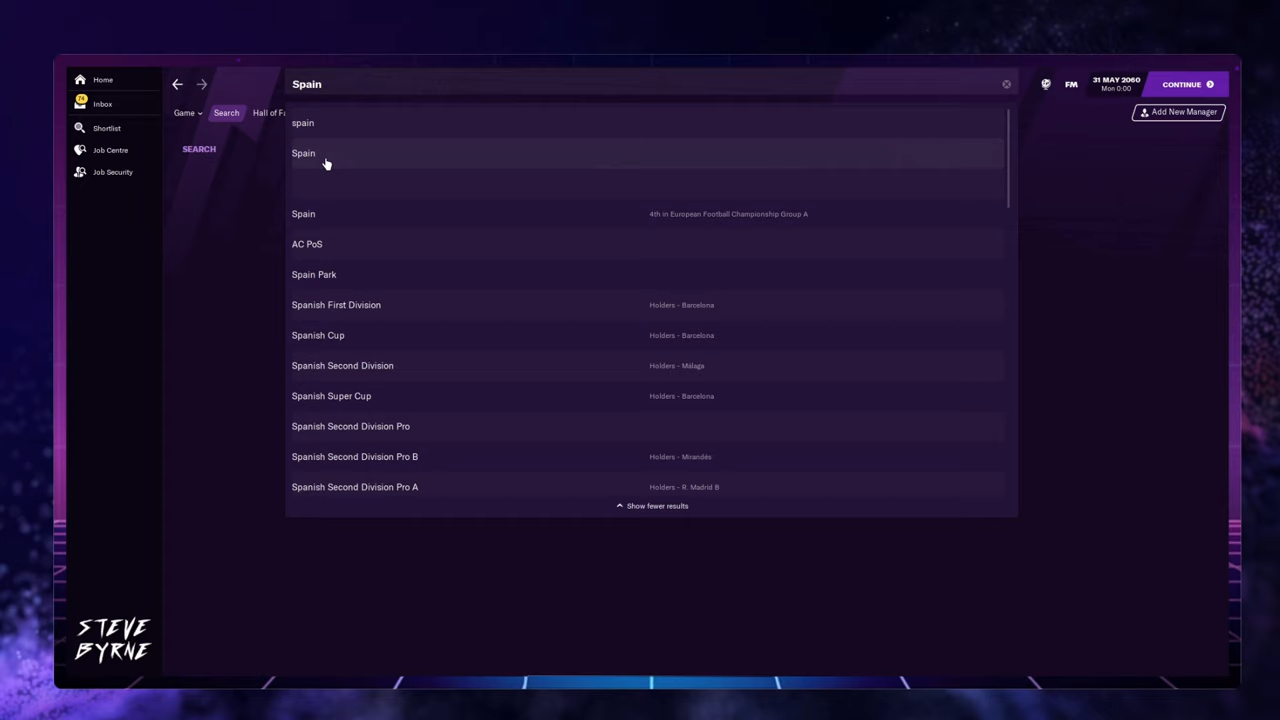 Home
Inbox
74
Shortlist
Job Centre
Job Security
Spain
FM
31 MAY 2060
Mon 0:00
CONTINUE
Game
Search
Hall of Fa
Add New Manager
SEARCH
spain
Spain
Spain 4th in European Football Championship Group A
AC PoS
Spain Park
Spanish First Division Holders - Barcelona
Spanish Cup Holders - Barcelona
Spanish Second Division Holders - Málaga
Spanish Super Cup Holders - Barcelona
Spanish Second Division Pro
Spanish Second Division Pro B Holders - Mirandés
Spanish Second Division Pro A Holders - R. Madrid B
Show fewer results
STEVE
BYRNE